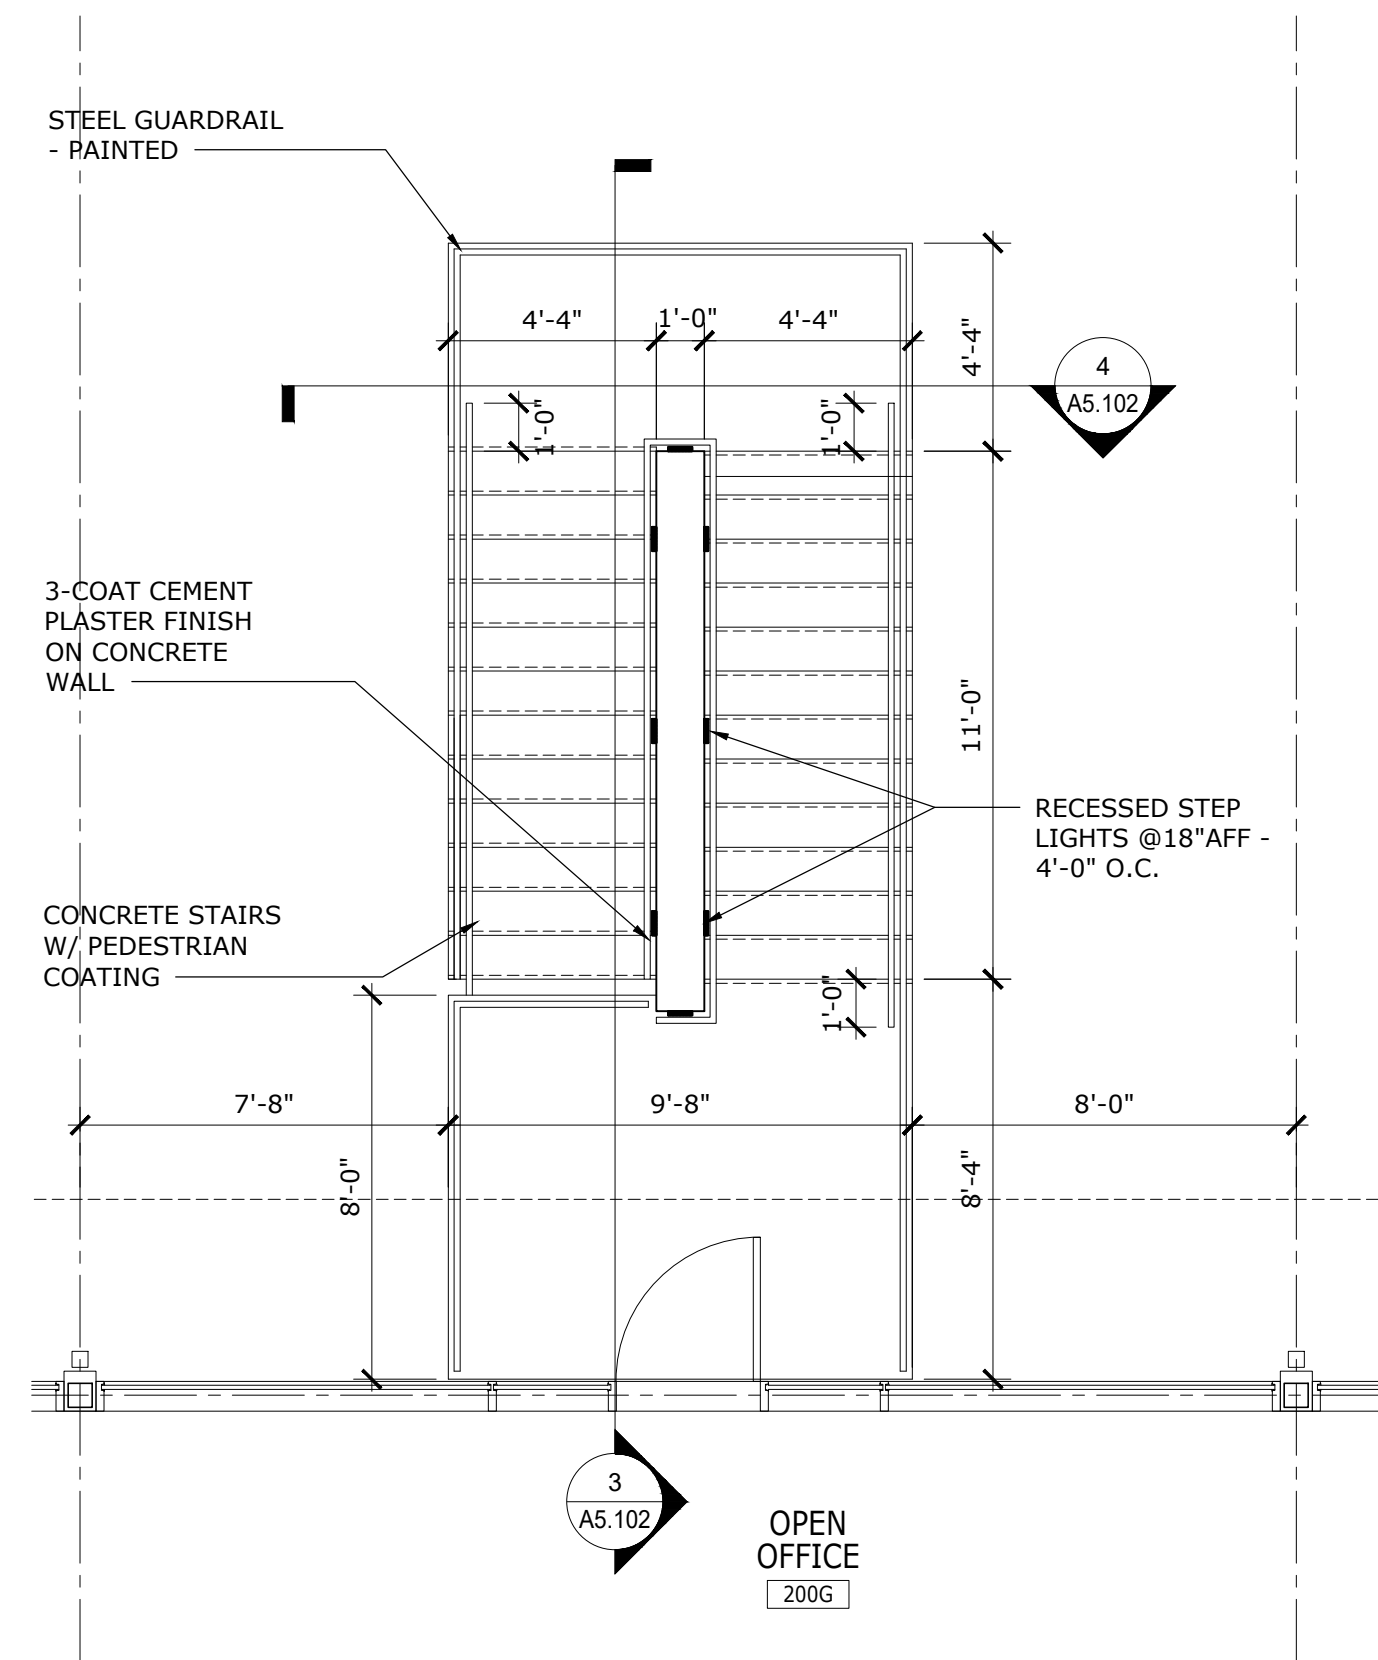 STEEL GUARDRAIL
- PAINTED
4'-4"
1'-0"
4'-4"
4'-4"
4
A5.102
1'-0"
1'-0"
3-COAT CEMENT
PLASTER FINISH
ON CONCRETE
WALL
11'-0"
RECESSED STEP
LIGHTS @18"AFF -
4'-0" O.C.
CONCRETE STAIRS
W/ PEDESTRIAN
COATING
1'-0"
7'-8"
9'-8"
8'-0"
8'-0"
8'-4"
3
A5.102
OPEN
OFFICE
200G